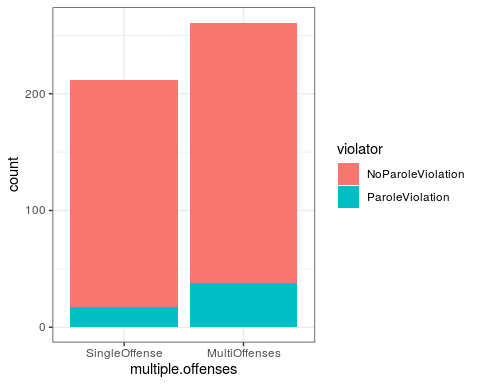 count
200
100
0
SingleOffense
MultiOffenses
multiple.offenses
violator
NoParoleViolation
ParoleViolation